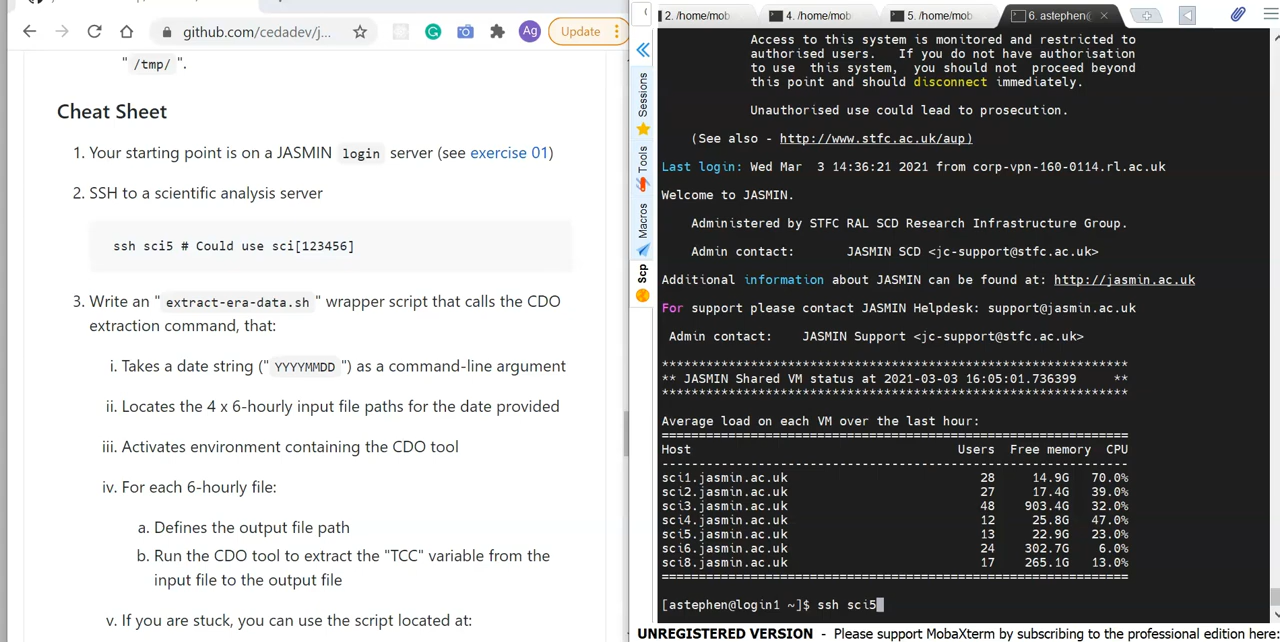 github.com/cedadev/j...
Ag
Update
"/tmp/".
Cheat Sheet
1. Your starting point is on a JASMIN login server (see exercise 01)
2. SSH to a scientific analysis server
ssh sci5 # Could use sci[123456]
3. Write an "extract-era-data.sh" wrapper script that calls the CDO
extraction command, that:
i. Takes a date string ("YYYYMMDD") as a command-line argument
ii. Locates the 4 x 6-hourly input file paths for the date provided
iii. Activates environment containing the CDO tool
iv. For each 6-hourly file:
a. Defines the output file path
b. Run the CDO tool to extract the "TCC" variable from the
input file to the output file
v. If you are stuck, you can use the script located at:
2. /home/mob
4. /home/mob
5. /home/mob
6. astephen@
Sessions
Tools
Macros
Scp
Access to this system is monitored and restricted to
authorised users. If you do not have authorisation
to use this system, you should not proceed beyond
this point and should disconnect immediately.
Unauthorised use could lead to prosecution.
(See also - http://www.stfc.ac.uk/aup)
Last login: Wed Mar 3 14:36:21 2021 from corp-vpn-160-0114.rl.ac.uk
Welcome to JASMIN.
Administered by STFC RAL SCD Research Infrastructure Group.
Admin contact: JASMIN SCD <jc-support@stfc.ac.uk>
Additional information about JASMIN can be found at: http://jasmin.ac.uk
For support please contact JASMIN Helpdesk: support@jasmin.ac.uk
Admin contact: JASMIN Support <jc-support@stfc.ac.uk>
***************************************************************
** JASMIN Shared VM status at 2021-03-03 16:05:01.736399 **
***************************************************************
Average load on each VM over the last hour:
===============================================================
Host Users Free memory CPU
---------------------------------------------------------------
sci1.jasmin.ac.uk 28 14.9G 70.0%
sci2.jasmin.ac.uk 27 17.4G 39.0%
sci3.jasmin.ac.uk 48 903.4G 32.0%
sci4.jasmin.ac.uk 12 25.8G 47.0%
sci5.jasmin.ac.uk 13 22.9G 23.0%
sci6.jasmin.ac.uk 24 302.7G 6.0%
sci8.jasmin.ac.uk 17 265.1G 13.0%
===============================================================
[astephen@login1 ~]$ ssh sci5
UNREGISTERED VERSION - Please support MobaXterm by subscribing to the professional edition here: